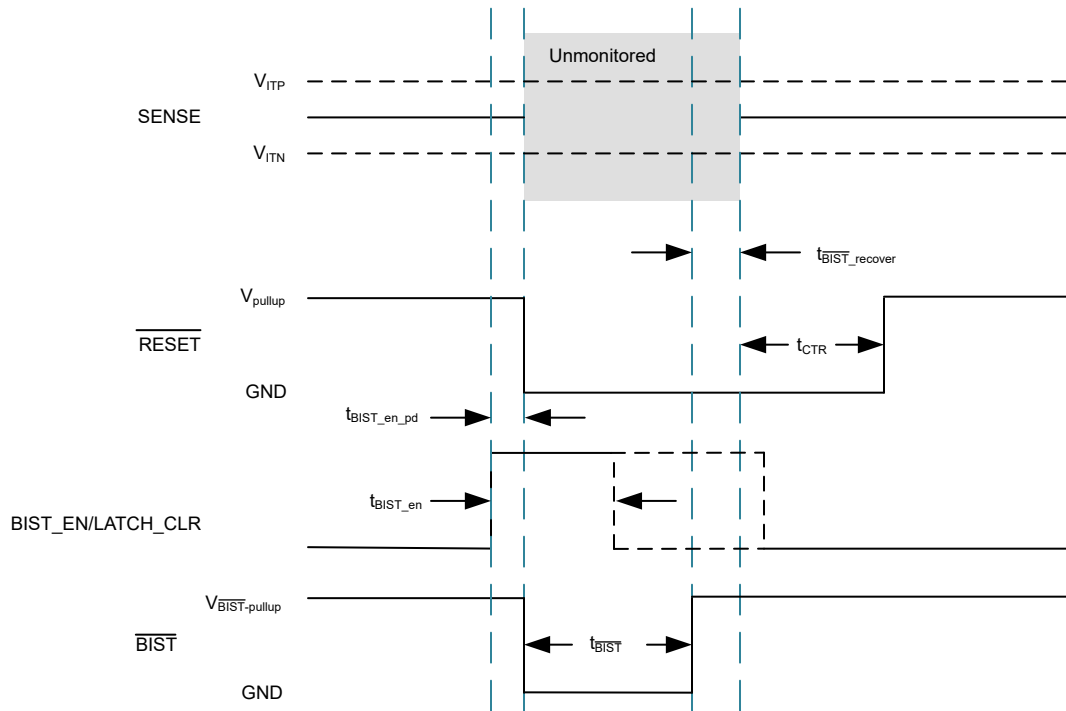 Unmonitored
VITP
SENSE
VITN
tBIST_recover
Vpullup
RESET
tCTR
GND
tBIST_en_pd
tBIST_en
BIST_EN/LATCH_CLR
VBIST-pullup
BIST
tBIST
GND